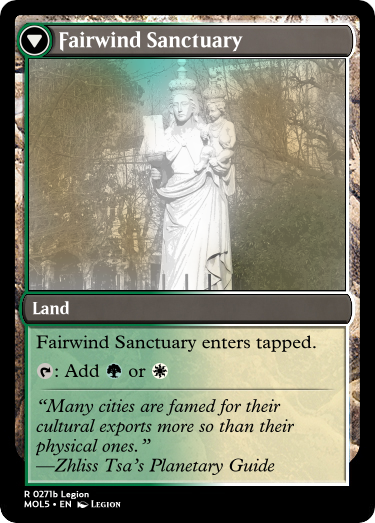 Fairwind Sanctuary
Land
Fairwind Sanctuary enters tapped.
: Add or
“Many cities are famed for their
cultural exports more so than their
physical ones.”
—Zhliss Tsa’s Planetary Guide
R 0271b Legion
MOL5 • EN Legion